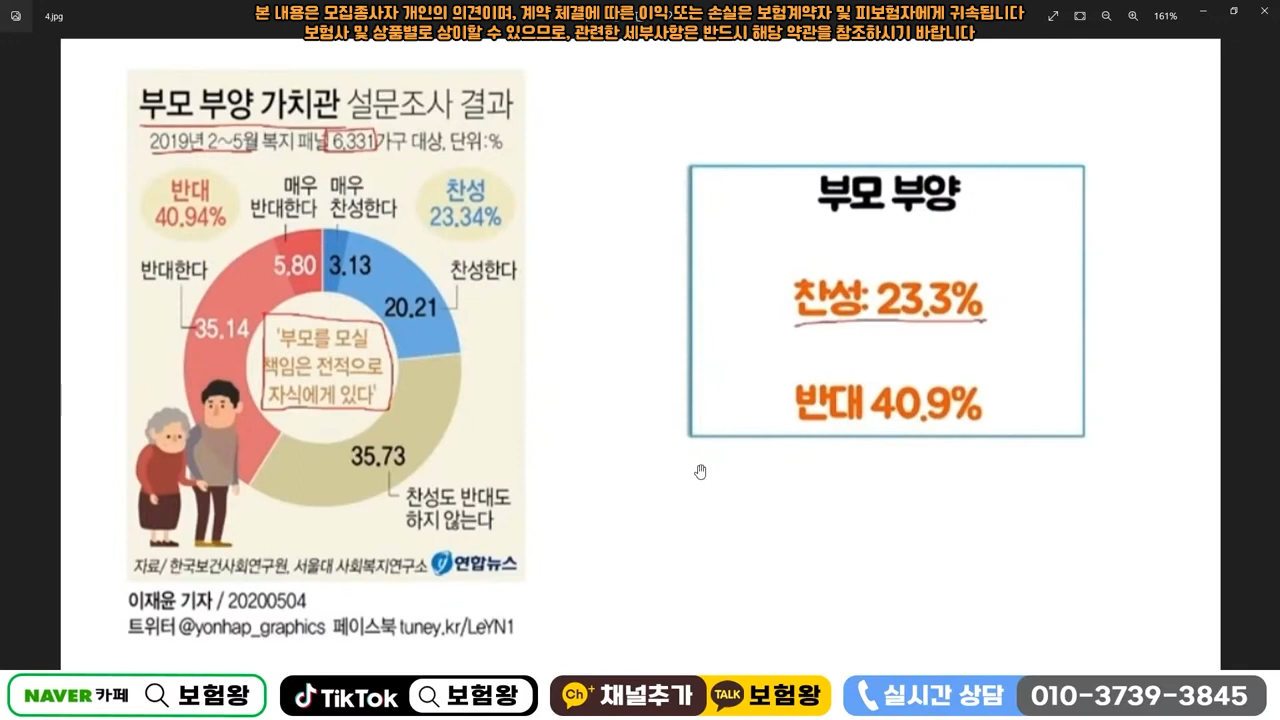 본 내용은 모집종사자 개인의 의견이며, 계약 체결에 따른 이익 또는 손실은 보험계약자 및 피보험자에게 귀속됩니다
보험사 및 상품별로 상이할 수 있으므로, 관련한 세부사항은 반드시 해당 약관을 참조하시기 바랍니다
4.jpg
161%
부모 부양 가치관 설문조사 결과
2019년 2～5월 복지 패널 6,331가구 대상, 단위:%
반대
40.94%
매우
반대한다
매우
찬성한다
찬성
23.34%
반대한다
5.80
3.13
찬성한다
20.21
35.14
'부모를 모실
책임은 전적으로
자식에게 있다'
35.73
찬성도 반대도
하지 않는다
자료/ 한국보건사회연구원, 서울대 사회복지연구소
연합뉴스
이재윤 기자 / 20200504
트위터 @yonhap_graphics 페이스북 tuney.kr/LeYN1
부모 부양
찬성: 23.3%
반대 40.9%
NAVER 카페 보험왕
TikTok 보험왕
Ch+ 채널추가 TALK 보험왕
실시간 상담 010-3739-3845